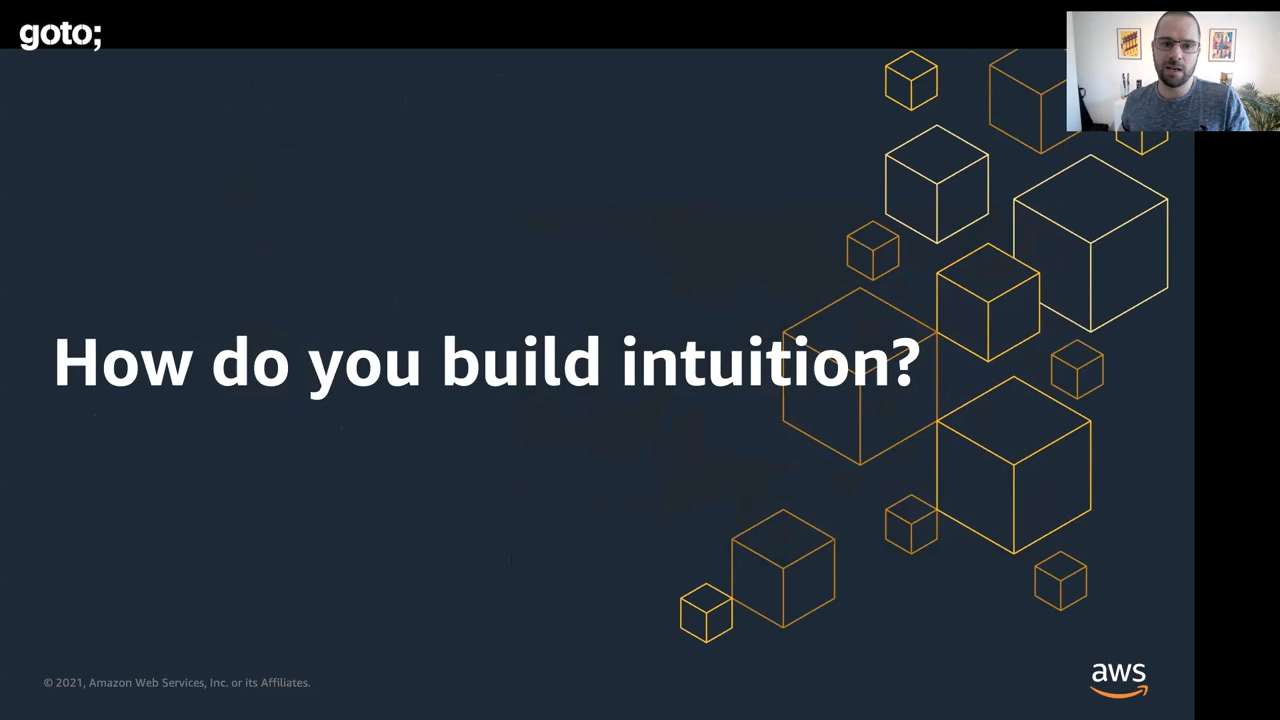 goto;
How do you build intuition?
© 2021, Amazon Web Services, Inc. or its Affiliates.
aws